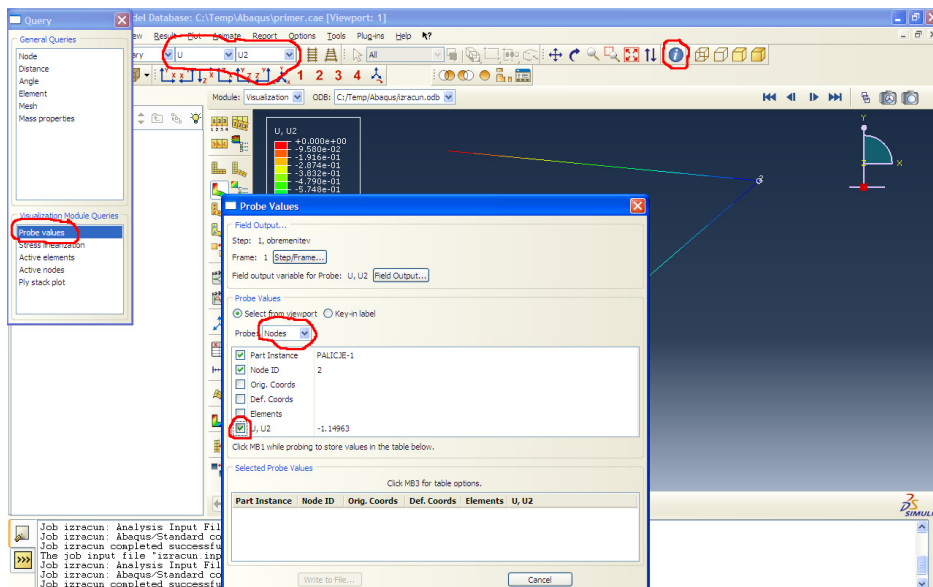 Query
Model Database: C:\Temp\Abaqus\primer.cae [Viewport: 1]
General Queries
Node
Distance
Angle
Element
Mesh
Mass properties
Visualization Module Queries
Probe values
Stress linearization
Active elements
Active nodes
Ply stack plot
Result Plot Animate Report Options Tools Plug-ins Help
U U2 All
1 2 3 4
Module: Visualization ODB: C:/Temp/Abaqus/izracun.odb
U, U2
+0.000e+00
-9.580e-02
-1.916e-01
-2.874e-01
-3.832e-01
-4.790e-01
-5.748e-01
Y
X
Z
Probe Values
Field Output...
Step: 1, obremenitev
Frame: 1 Step/Frame...
Field output variable for Probe: U, U2 Field Output...
Probe Values
Select from viewport Key-in label
Probe: Nodes
Part Instance PALICJE-1
Node ID 2
Orig. Coords
Def. Coords
Elements
U, U2 -1.14963
Click MB1 while probing to store values in the table below.
Selected Probe Values
Click MB3 for table options.
Part Instance Node ID Orig. Coords Def. Coords Elements U, U2
Write to File... Cancel
SIMULI
Job izracun: Analysis Input Fil
Job izracun: Abaqus/Standard co
Job izracun completed successfu
The job input file "izracun.inp
Job izracun: Analysis Input Fil
Job izracun: Abaqus/Standard co
Job izracun completed successfu